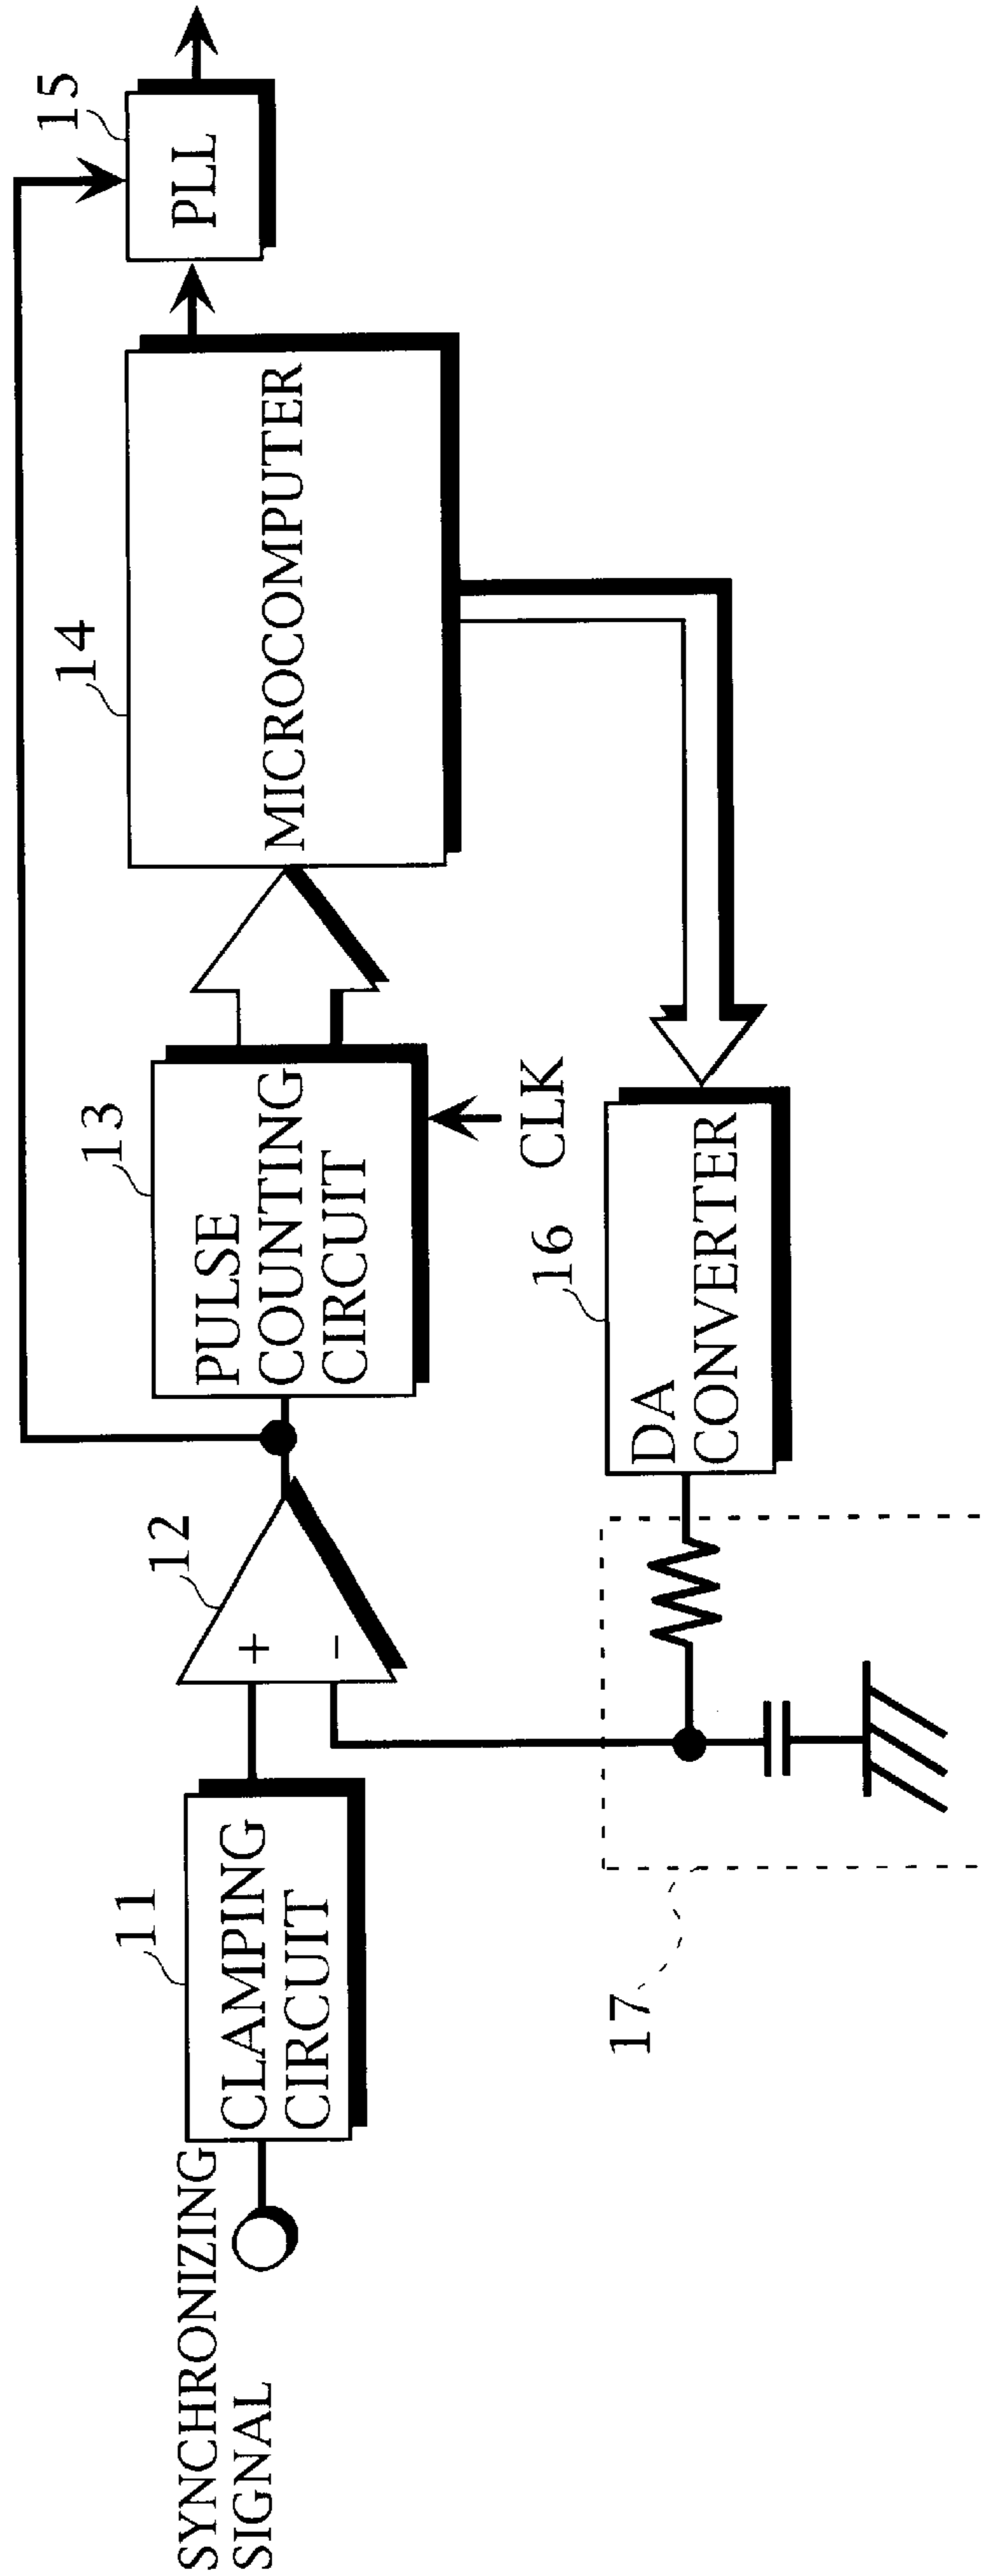 SYNCHRONIZING
SIGNAL
11
CLAMPING
CIRCUIT
12
+
−
13
PULSE
COUNTING
CIRCUIT
CLK
14
MICROCOMPUTER
15
PLL
16
DA
CONVERTER
17